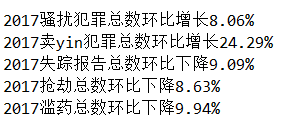 2017骚扰犯罪总数环比增长8.06%
2017卖yin犯罪总数环比增长24.29%
2017失踪报告总数环比下降9.09%
2017抢劫总数环比下降8.63%
2017滥药总数环比下降9.94%